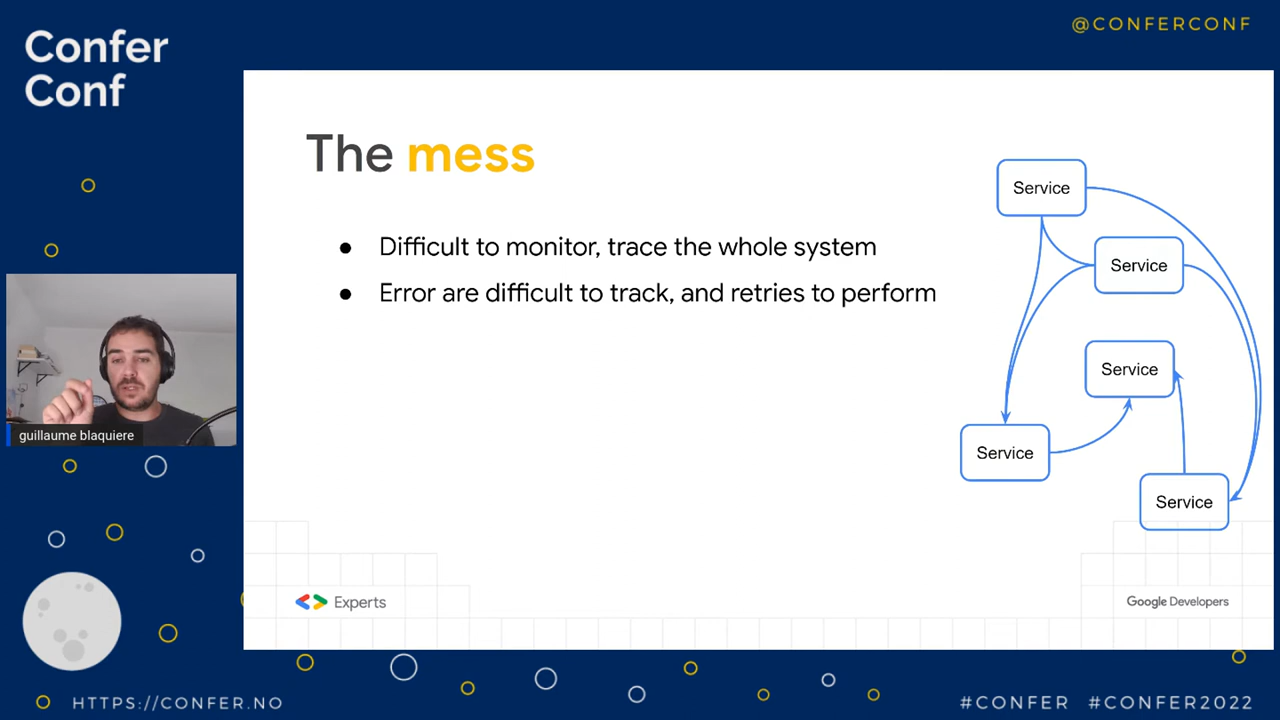 Confer
Conf
@CONFERCONF
The mess
● Difficult to monitor, trace the whole system
● Error are difficult to track, and retries to perform
Service
Service
Service
Service
Service
guillaume blaquiere
Experts
Google Developers
HTTPS://CONFER.NO
#CONFER #CONFER2022